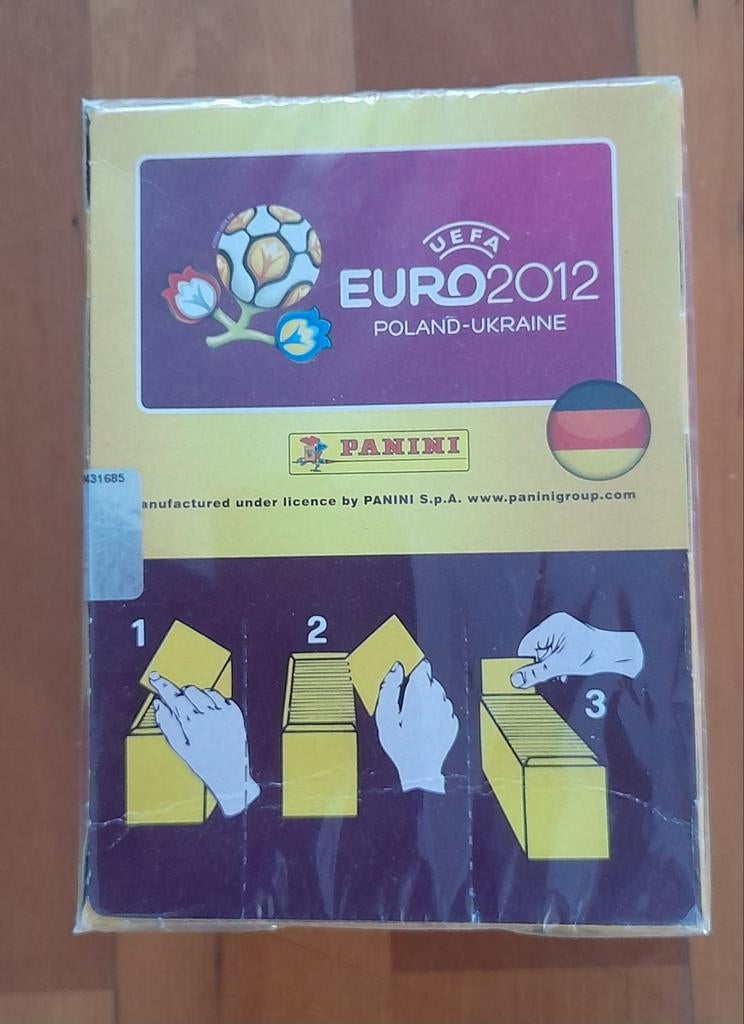 UEFA
EURO2012
POLAND-UKRAINE
PANINI
431685
anufactured under licence by PANINI S.p.A. www.paninigroup.com
1
2
3